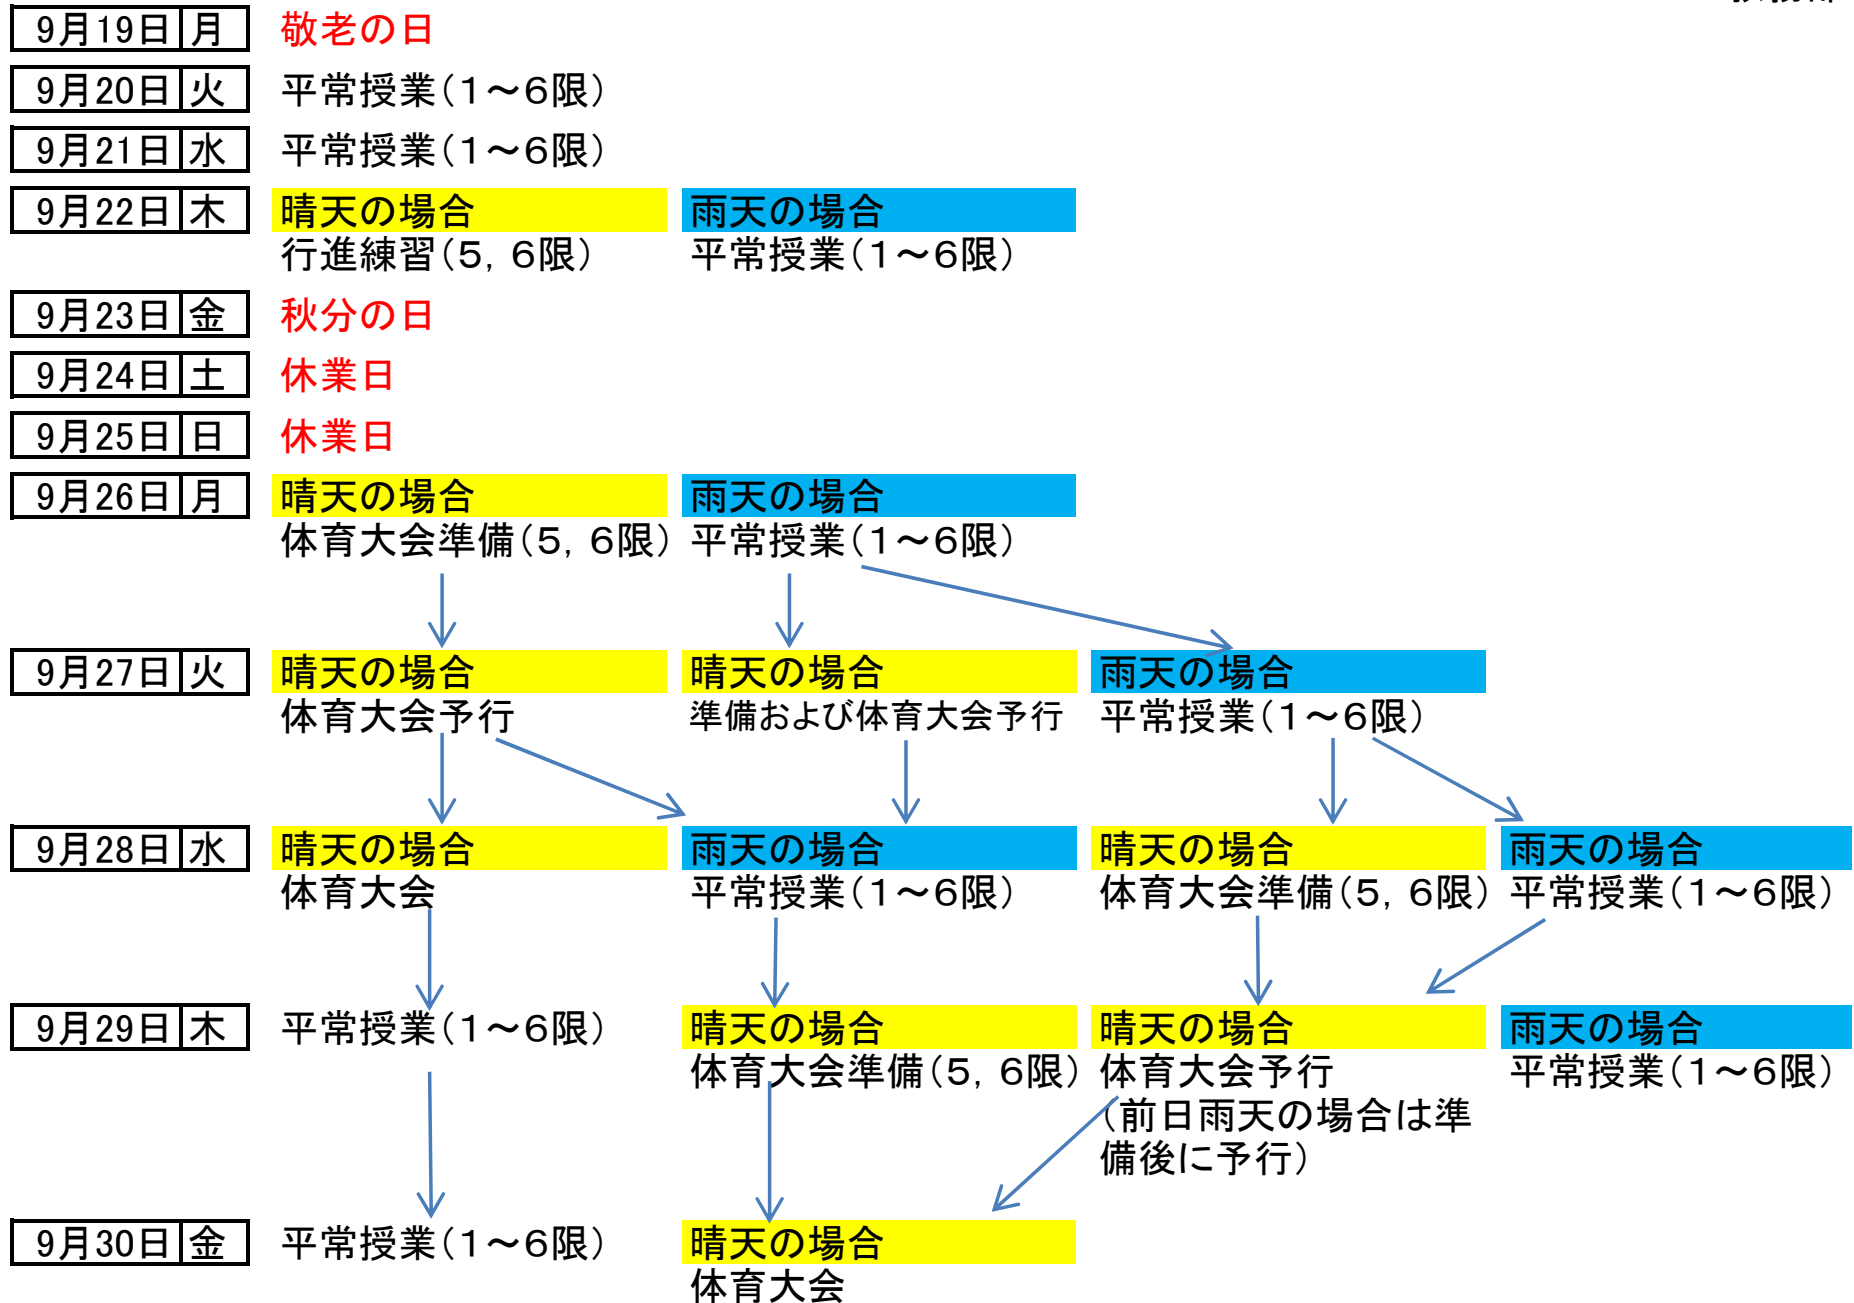 9月19日 月 敬老の日
9月20日 火 平常授業(1～6限)
9月21日 水 平常授業(1～6限)
9月22日 木 晴天の場合 雨天の場合
行進練習(5，6限) 平常授業(1～6限)
9月23日 金 秋分の日
9月24日 土 休業日
9月25日 日 休業日
9月26日 月 晴天の場合 雨天の場合
体育大会準備(5，6限) 平常授業(1～6限)
9月27日 火 晴天の場合 晴天の場合 雨天の場合
体育大会予行 準備および体育大会予行 平常授業(1～6限)
9月28日 水 晴天の場合 雨天の場合 晴天の場合 雨天の場合
体育大会 平常授業(1～6限) 体育大会準備(5，6限) 平常授業(1～6限)
9月29日 木 平常授業(1～6限) 晴天の場合 晴天の場合 雨天の場合
体育大会準備(5，6限) 体育大会予行 平常授業(1～6限)
(前日雨天の場合は準
備後に予行)
9月30日 金 平常授業(1～6限) 晴天の場合
体育大会